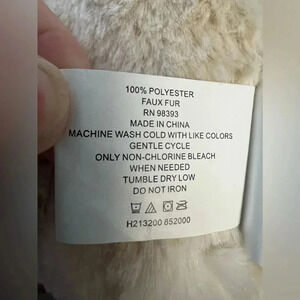 100% POLYESTER
FAUX FUR
RN 98393
MADE IN CHINA
MACHINE WASH COLD WITH LIKE COLORS
GENTLE CYCLE
ONLY NON-CHLORINE BLEACH
WHEN NEEDED
TUMBLE DRY LOW
DO NOT IRON
H213200 852000